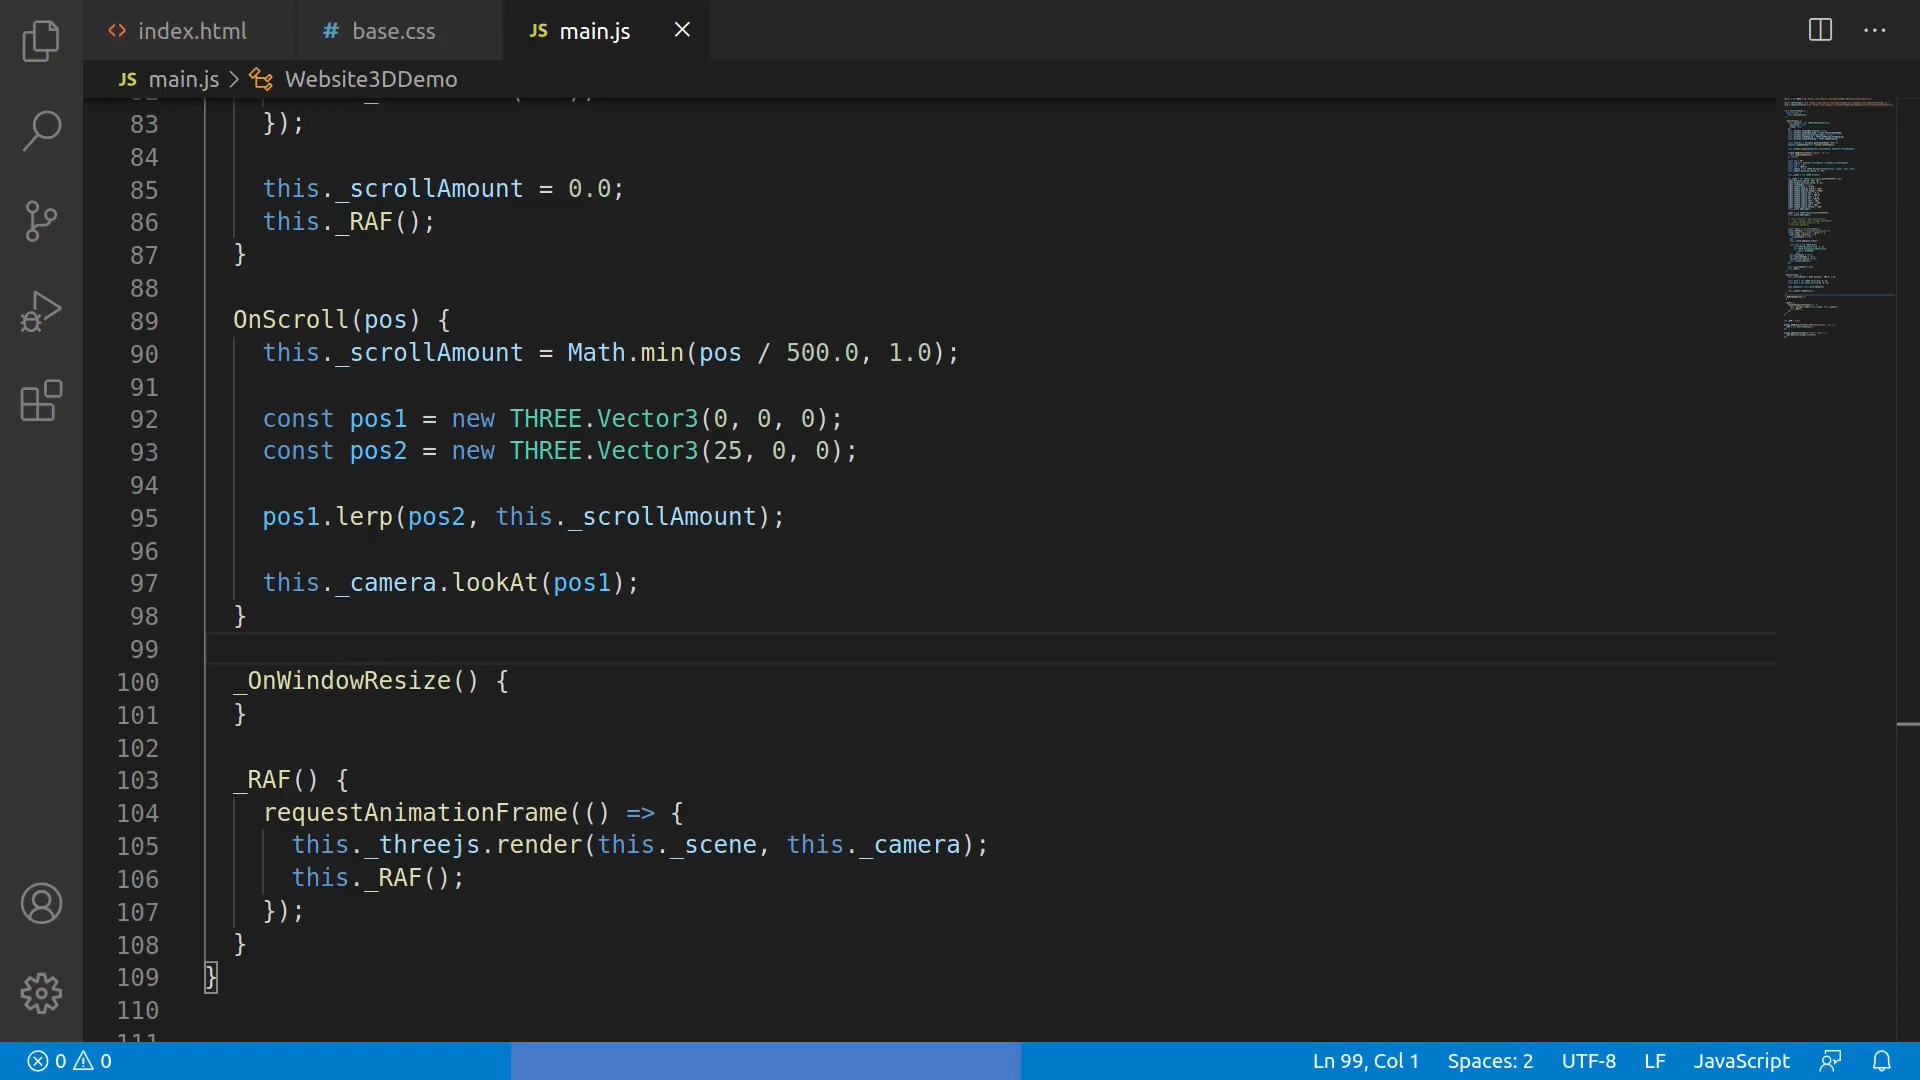 index.html
# base.css
JS main.js
JS main.js > Website3DDemo
83 });
84
85 this._scrollAmount = 0.0;
86 this._RAF();
87 }
88
89 OnScroll(pos) {
90 this._scrollAmount = Math.min(pos / 500.0, 1.0);
91
92 const pos1 = new THREE.Vector3(0, 0, 0);
93 const pos2 = new THREE.Vector3(25, 0, 0);
94
95 pos1.lerp(pos2, this._scrollAmount);
96
97 this._camera.lookAt(pos1);
98 }
99
100 _OnWindowResize() {
101 }
102
103 _RAF() {
104 requestAnimationFrame(() => {
105 this._threejs.render(this._scene, this._camera);
106 this._RAF();
107 });
108 }
109 }
110
0 0 Ln 99, Col 1 Spaces: 2 UTF-8 LF JavaScript